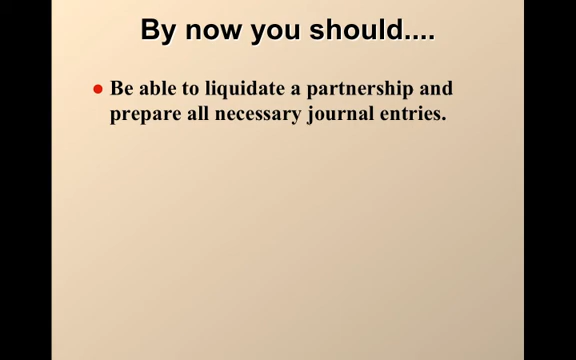 By now you should....
Be able to liquidate a partnership and
prepare all necessary journal entries.